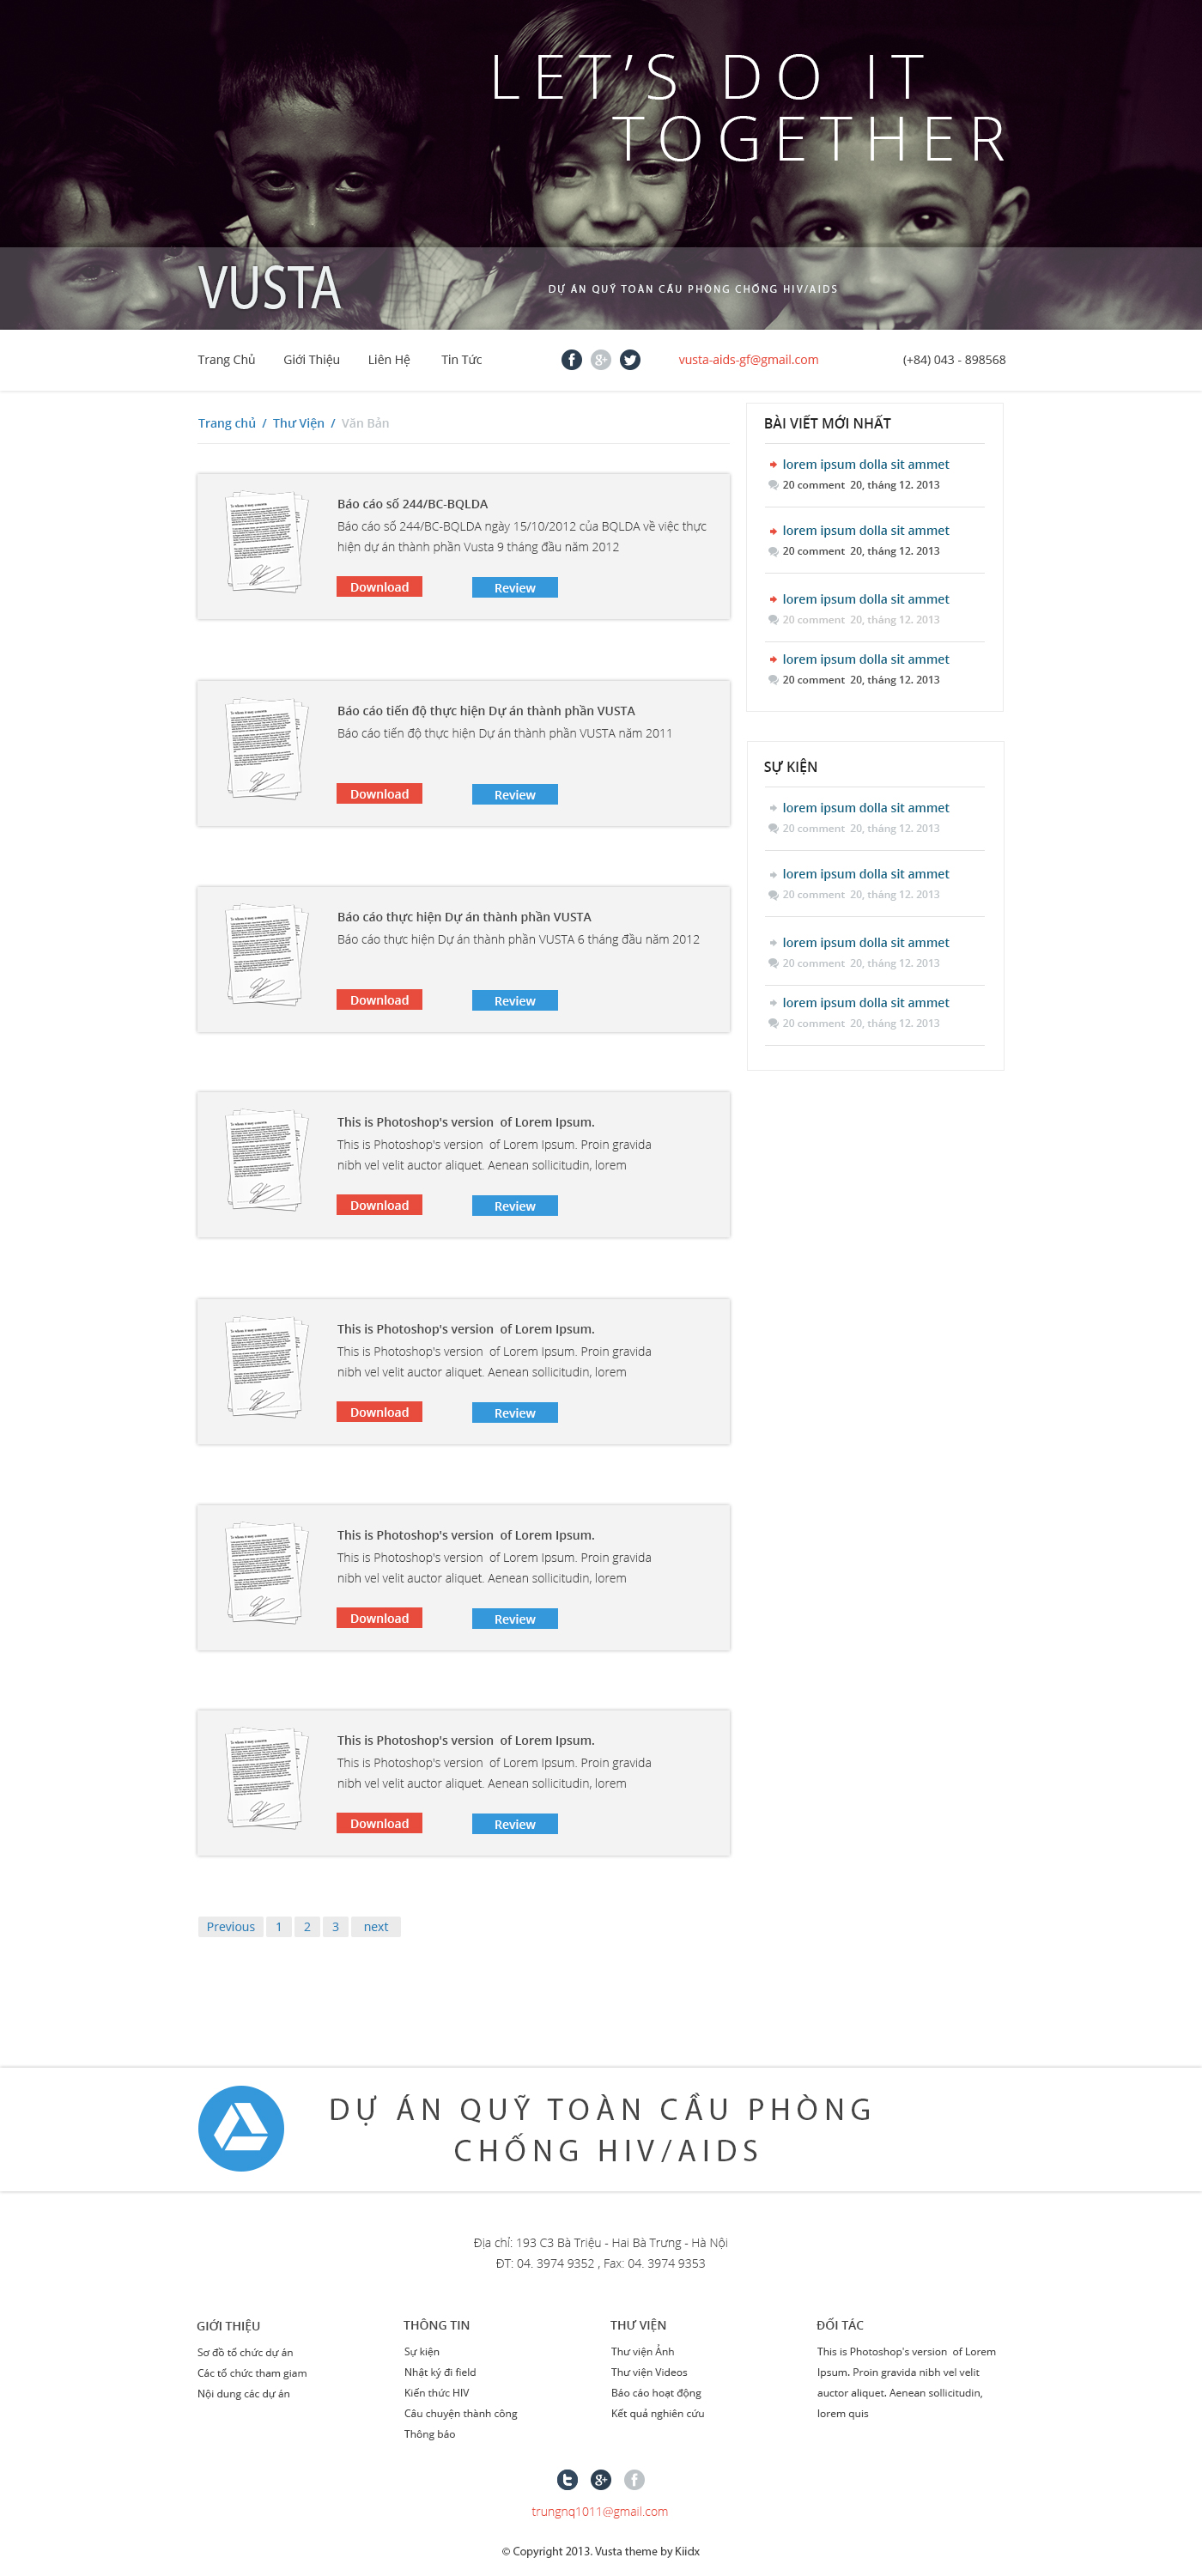 LET'S DO IT
TOGETHER
VUSTA
DỰ ÁN QUỸ TOÀN CẦU PHÒNG CHỐNG HIV/AIDS
Trang Chủ Giới Thiệu Liên Hệ Tin Tức vusta-aids-gf@gmail.com (+84) 043 - 898568
Trang chủ / Thư Viện / Văn Bản
Báo cáo số 244/BC-BQLDA
Báo cáo số 244/BC-BQLDA ngày 15/10/2012 của BQLDA về việc thực
hiện dự án thành phần Vusta 9 tháng đầu năm 2012
Download Review
Báo cáo tiến độ thực hiện Dự án thành phần VUSTA
Báo cáo tiến độ thực hiện Dự án thành phần VUSTA năm 2011
Download Review
Báo cáo thực hiện Dự án thành phần VUSTA
Báo cáo thực hiện Dự án thành phần VUSTA 6 tháng đầu năm 2012
Download Review
This is Photoshop's version of Lorem Ipsum.
This is Photoshop's version of Lorem Ipsum. Proin gravida
nibh vel velit auctor aliquet. Aenean sollicitudin, lorem
Download Review
This is Photoshop's version of Lorem Ipsum.
This is Photoshop's version of Lorem Ipsum. Proin gravida
nibh vel velit auctor aliquet. Aenean sollicitudin, lorem
Download Review
This is Photoshop's version of Lorem Ipsum.
This is Photoshop's version of Lorem Ipsum. Proin gravida
nibh vel velit auctor aliquet. Aenean sollicitudin, lorem
Download Review
This is Photoshop's version of Lorem Ipsum.
This is Photoshop's version of Lorem Ipsum. Proin gravida
nibh vel velit auctor aliquet. Aenean sollicitudin, lorem
Download Review
Previous 1 2 3 next
BÀI VIẾT MỚI NHẤT
lorem ipsum dolla sit ammet
20 comment 20, tháng 12. 2013
lorem ipsum dolla sit ammet
20 comment 20, tháng 12. 2013
lorem ipsum dolla sit ammet
20 comment 20, tháng 12. 2013
lorem ipsum dolla sit ammet
20 comment 20, tháng 12. 2013
SỰ KIỆN
lorem ipsum dolla sit ammet
20 comment 20, tháng 12. 2013
lorem ipsum dolla sit ammet
20 comment 20, tháng 12. 2013
lorem ipsum dolla sit ammet
20 comment 20, tháng 12. 2013
lorem ipsum dolla sit ammet
20 comment 20, tháng 12. 2013
DỰ ÁN QUỸ TOÀN CẦU PHÒNG
CHỐNG HIV/AIDS
Địa chỉ: 193 C3 Bà Triệu - Hai Bà Trưng - Hà Nội
ĐT: 04. 3974 9352 , Fax: 04. 3974 9353
GIỚI THIỆU
Sơ đồ tổ chức dự án
Các tổ chức tham giam
Nội dung các dự án
THÔNG TIN
Sự kiện
Nhật ký đi field
Kiến thức HIV
Câu chuyện thành công
Thông báo
THƯ VIỆN
Thư viện Ảnh
Thư viện Videos
Báo cáo hoạt động
Kết quả nghiên cứu
ĐỐI TÁC
This is Photoshop's version of Lorem
Ipsum. Proin gravida nibh vel velit
auctor aliquet. Aenean sollicitudin,
lorem quis
trungnq1011@gmail.com
© Copyright 2013. Vusta theme by Kiidx